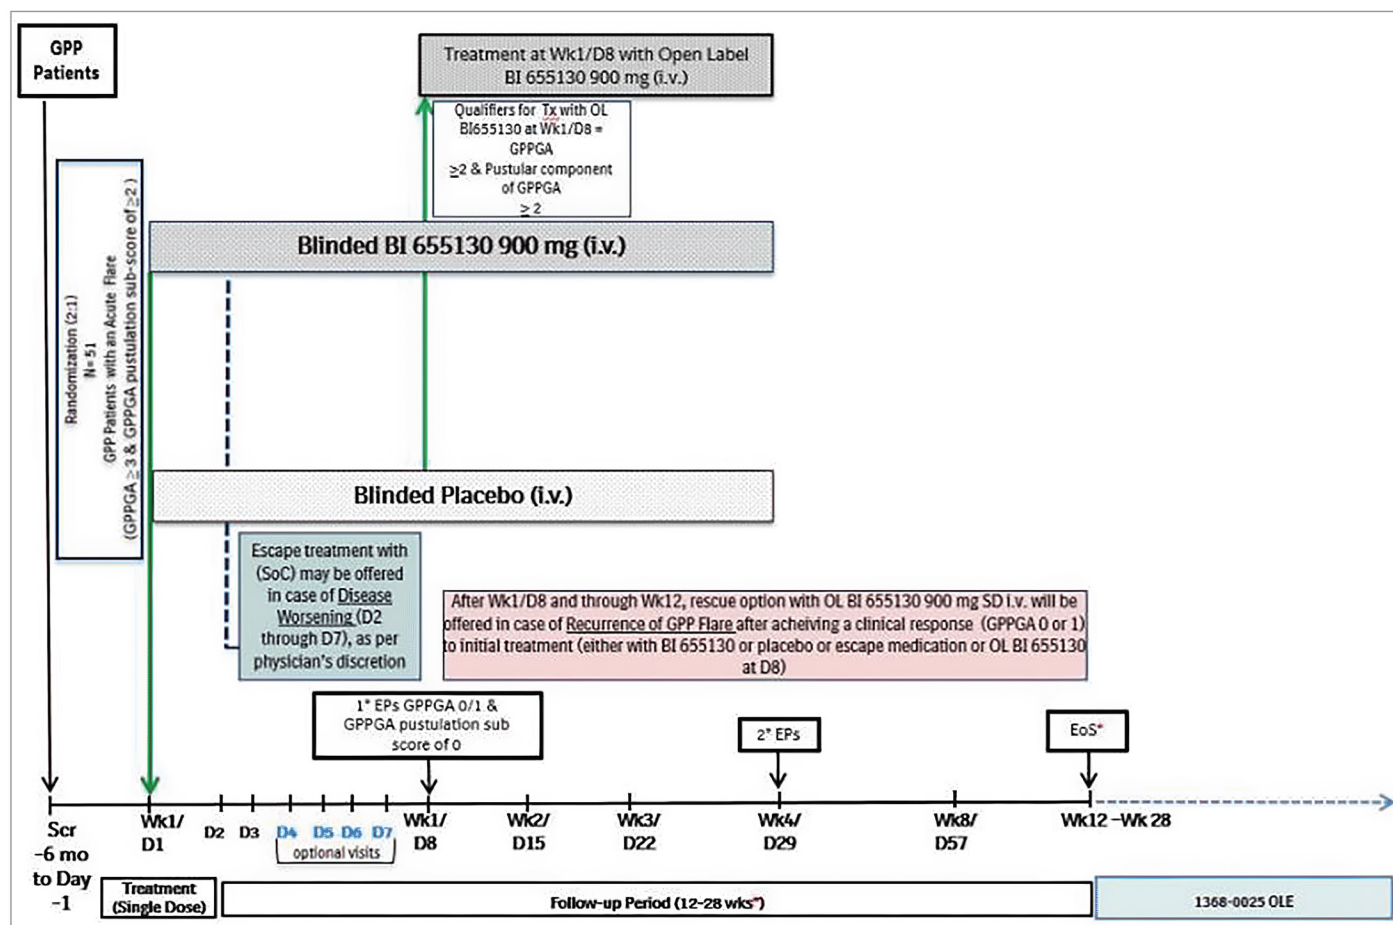 GPP
Patients
Treatment at Wk1/D8 with Open Label
BI 655130 900 mg (i.v.)
Qualifiers for Tx with OL
BI655130 at Wk1/D8 =
GPPGA
≥2 & Pustular component
of GPPGA
≥ 2
Randomization (2:1)
N= 51
GPP Patients with an Acute Flare
(GPPGA ≥ 3 & GPPGA pustulation sub-score of ≥2 )
Blinded BI 655130 900 mg (i.v.)
Blinded Placebo (i.v.)
Escape treatment with
(SoC) may be offered
in case of Disease
Worsening (D2
through D7), as per
physician's discretion
After Wk1/D8 and through Wk12, rescue option with OL BI 655130 900 mg SD i.v. will be
offered in case of Recurrence of GPP Flare after acheiving a clinical response (GPPGA 0 or 1)
to initial treatment (either with BI 655130 or placebo or escape medication or OL BI 655130
at D8)
1° EPs GPPGA 0/1 &
GPPGA pustulation sub
score of 0
2° EPs
EoS*
Scr
-6 mo
to Day
-1
Wk1/
D1
D2
D3
D4
D5
D6
D7
optional visits
Wk1/
D8
Wk2/
D15
Wk3/
D22
Wk4/
D29
Wk8/
D57
Wk12 –Wk 28
Treatment
(Single Dose)
Follow-up Period (12-28 wks*)
1368-0025 OLE